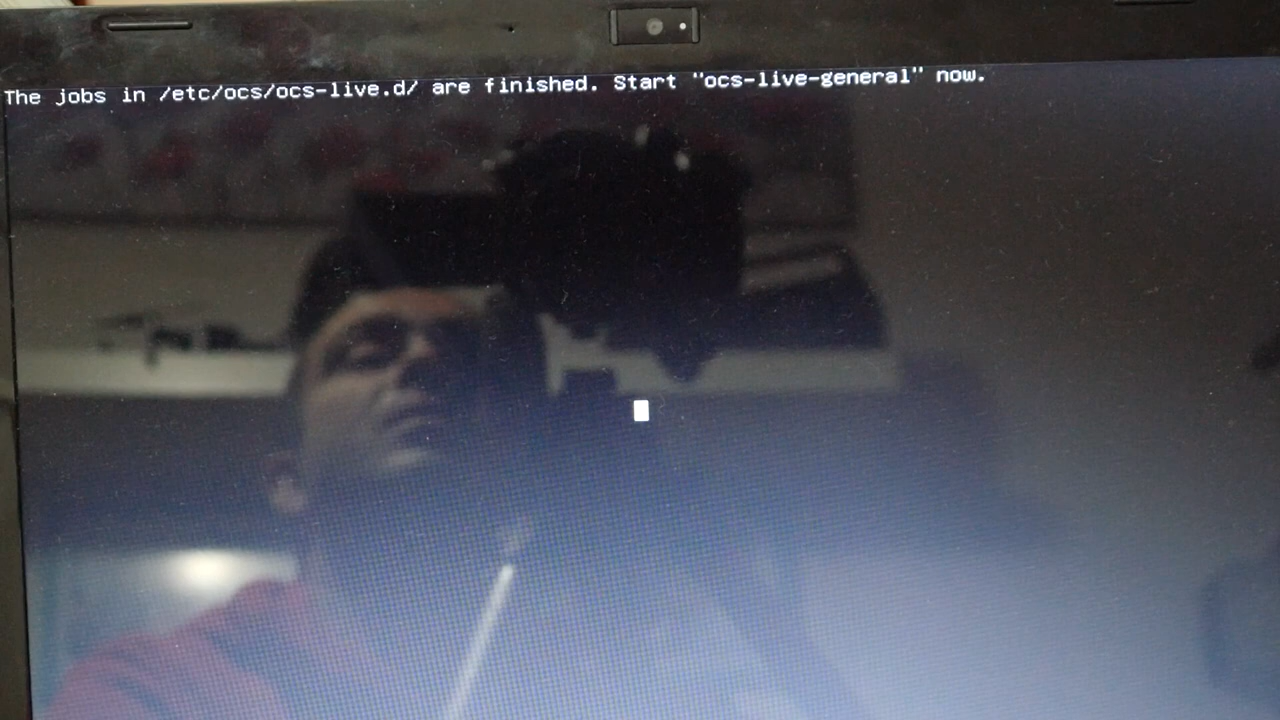 The jobs in /etc/ocs/ocs-live.d/ are finished. Start "ocs-live-general" now.